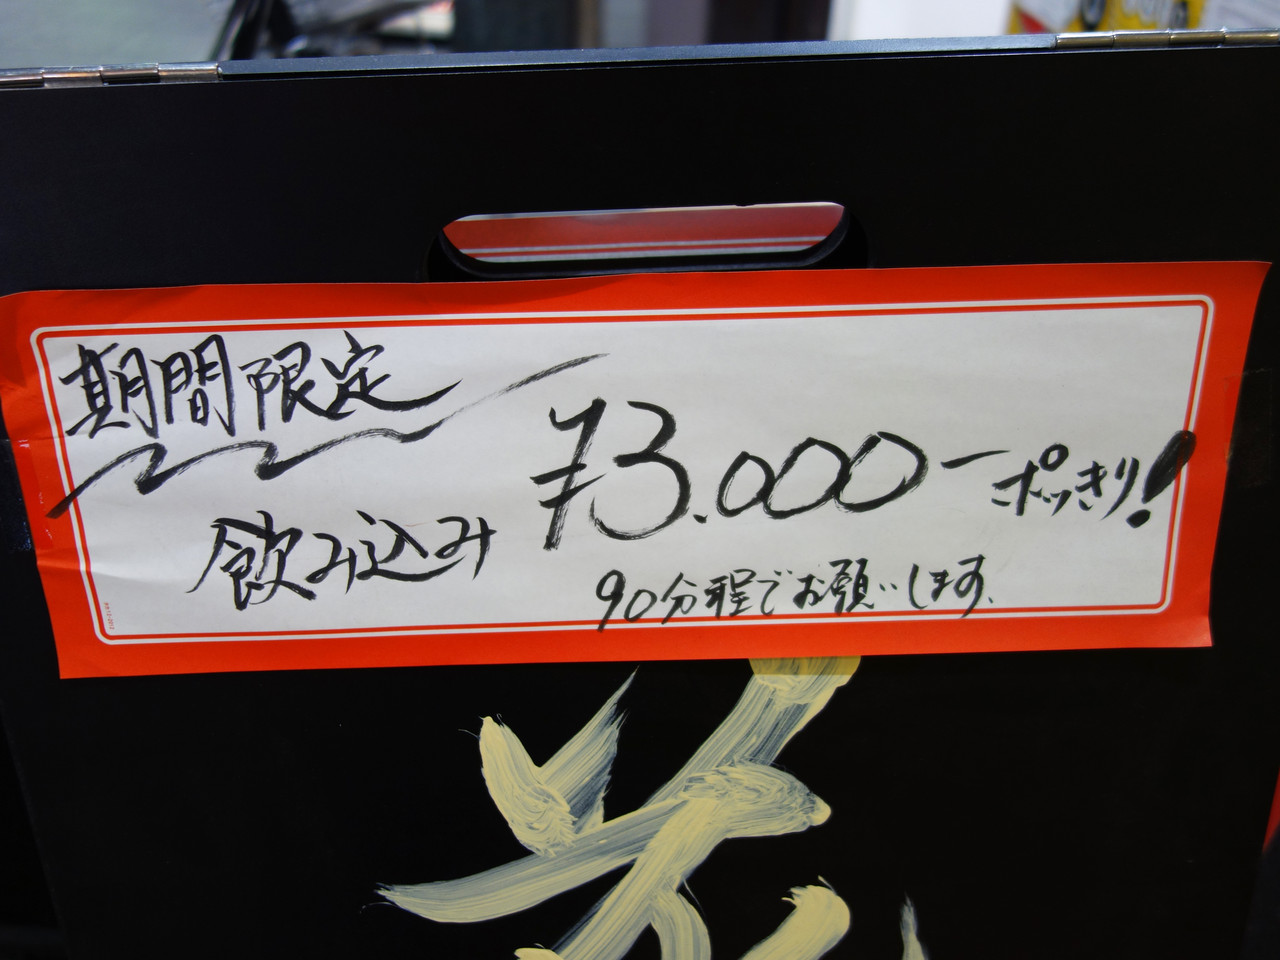 期間限定
飲み込み ¥3.000ーポッきり!
90分程でお願いします.